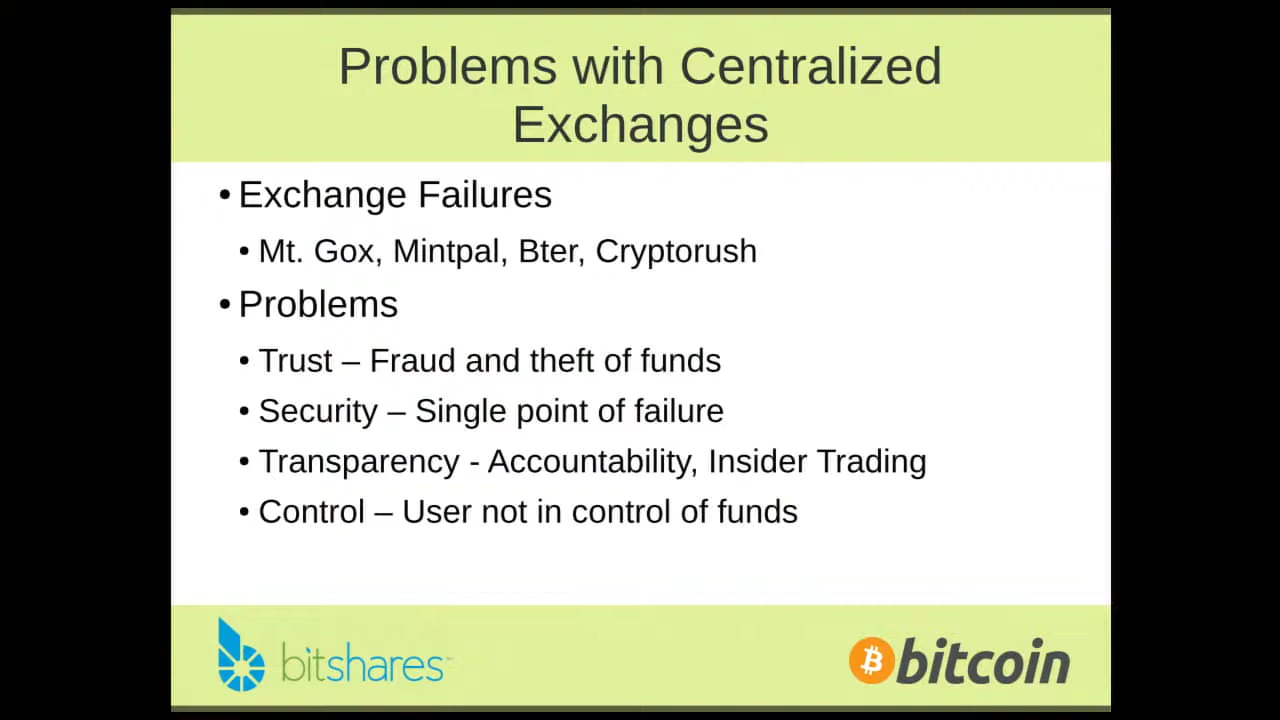 Problems with Centralized
Exchanges
• Exchange Failures
• Mt. Gox, Mintpal, Bter, Cryptorush
• Problems
• Trust – Fraud and theft of funds
• Security – Single point of failure
• Transparency - Accountability, Insider Trading
• Control – User not in control of funds
bitshares™
bitcoin